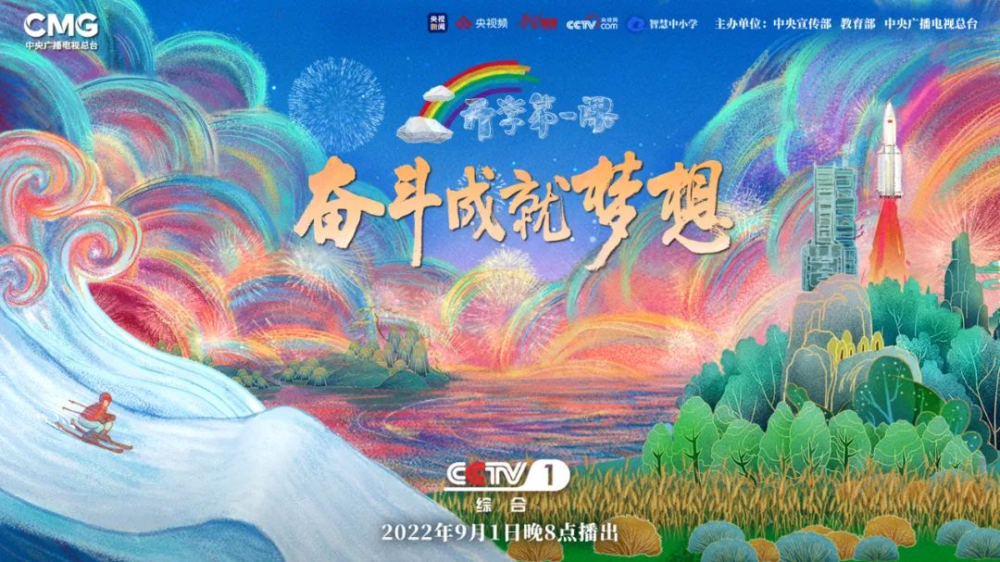 CMG
中央广播电视总台
央视新闻
央视频
CCTV.com 央视网
智慧中小学
主办单位：中央宣传部 教育部 中央广播电视总台
开学第一课
奋斗成就梦想
CCTV 1
综合
2022年9月1日晚8点播出